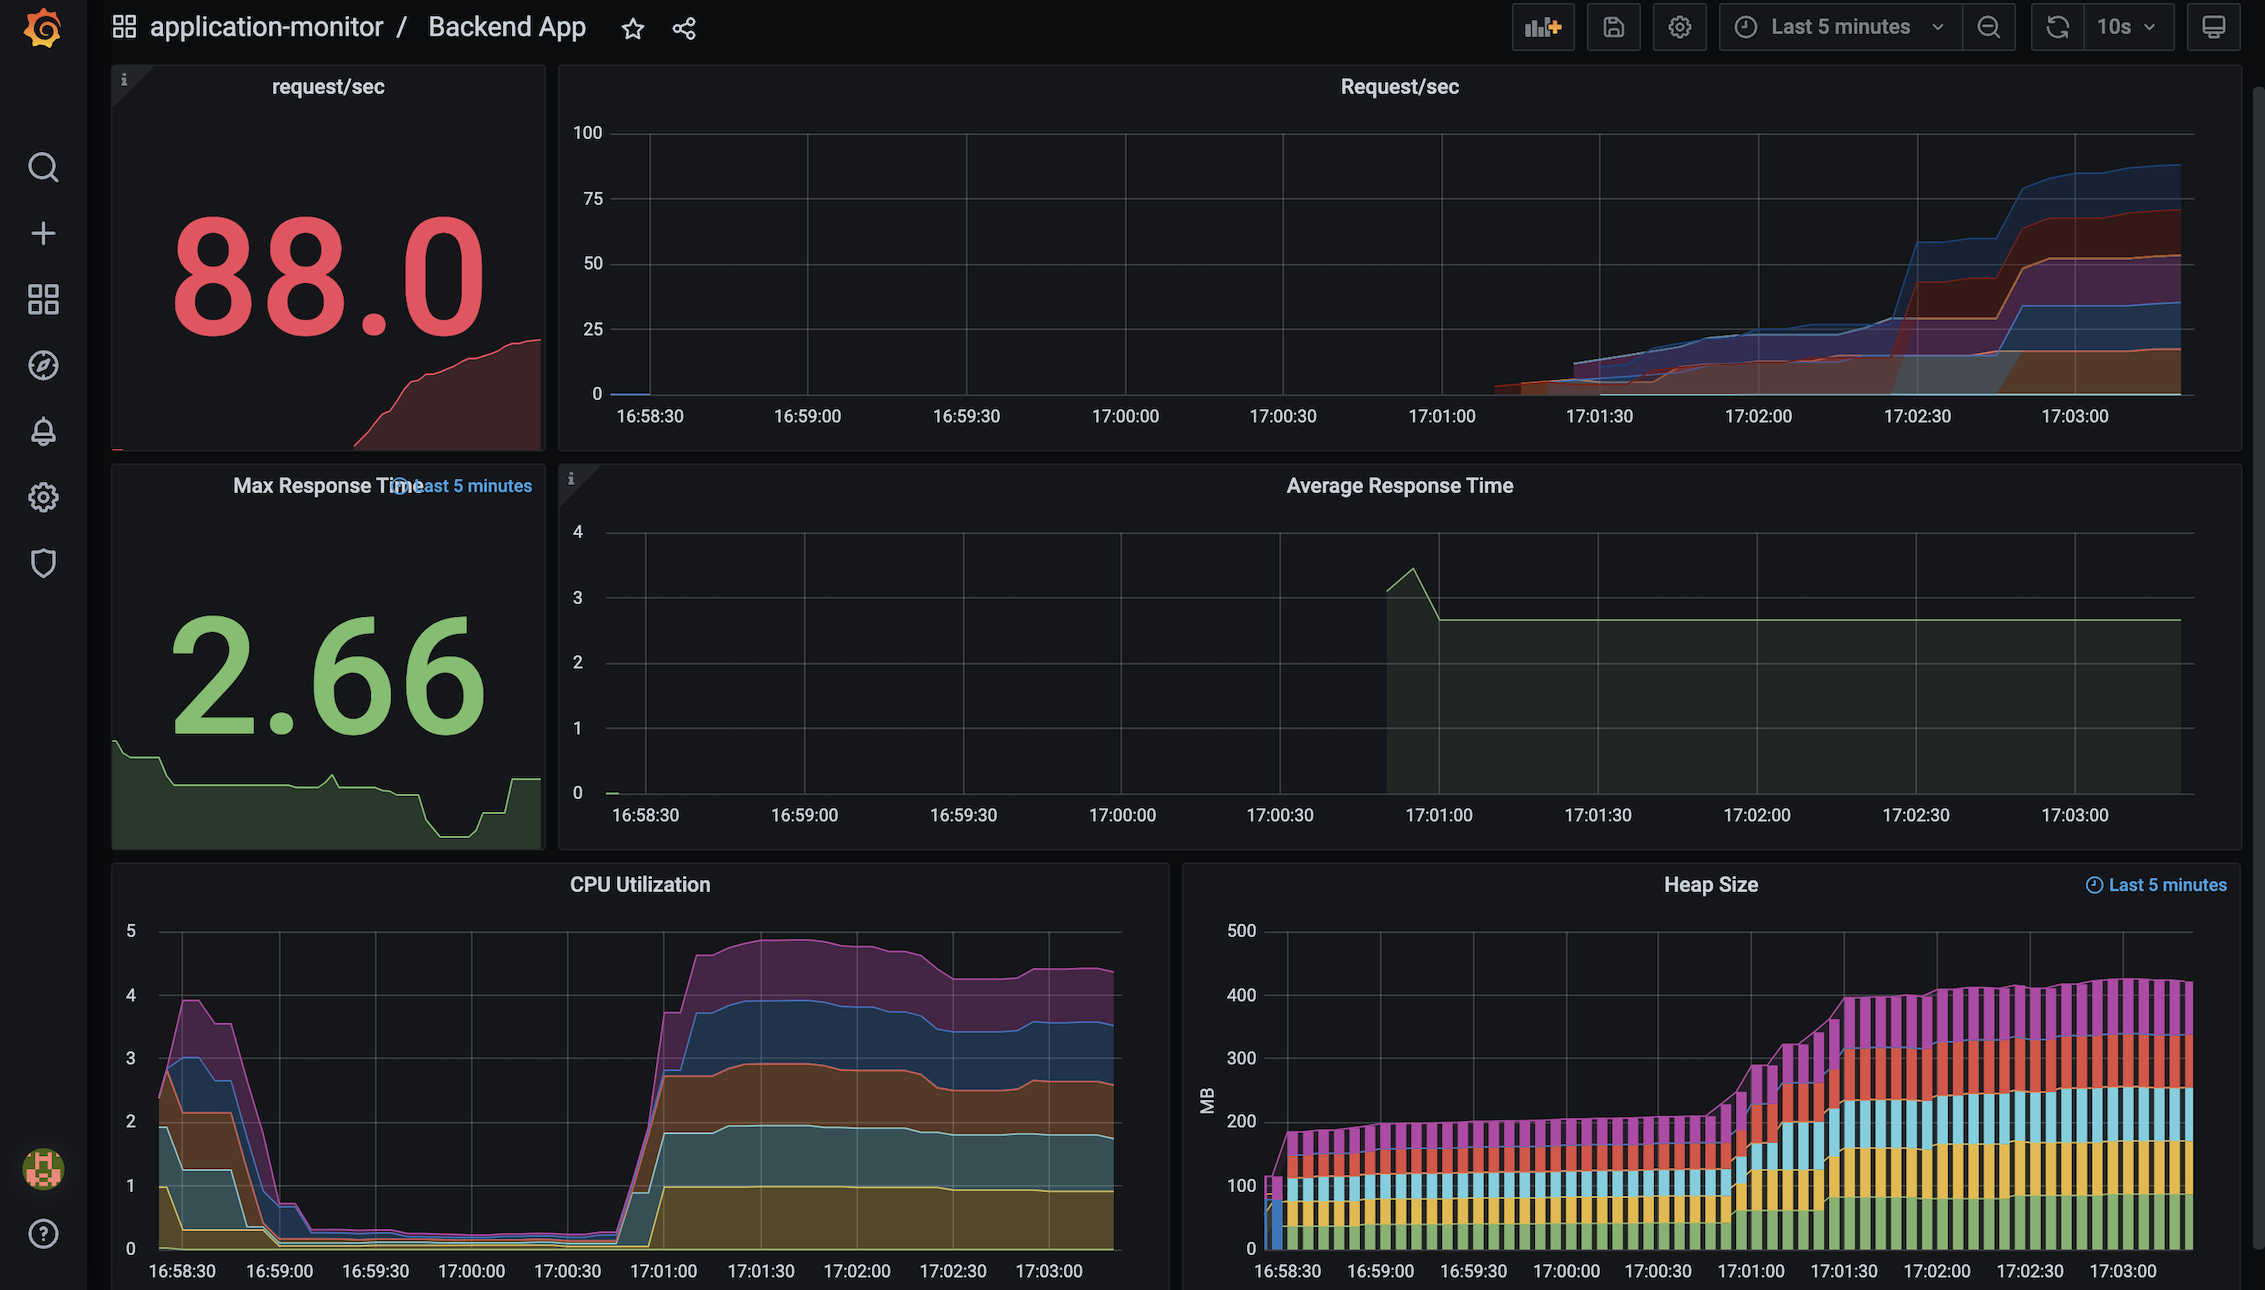 application-monitor / Backend App
Last 5 minutes
10s
i
request/sec
88.0
Request/sec
100
75
50
25
0
16:58:30 16:59:00 16:59:30 17:00:00 17:00:30 17:01:00 17:01:30 17:02:00 17:02:30 17:03:00
Max Response Time Last 5 minutes
2.66
i
Average Response Time
4
3
2
1
0
16:58:30 16:59:00 16:59:30 17:00:00 17:00:30 17:01:00 17:01:30 17:02:00 17:02:30 17:03:00
CPU Utilization
5
4
3
2
1
0
16:58:30 16:59:00 16:59:30 17:00:00 17:00:30 17:01:00 17:01:30 17:02:00 17:02:30 17:03:00
Heap Size
Last 5 minutes
MB
500
400
300
200
100
0
16:58:30 16:59:00 16:59:30 17:00:00 17:00:30 17:01:00 17:01:30 17:02:00 17:02:30 17:03:00
?